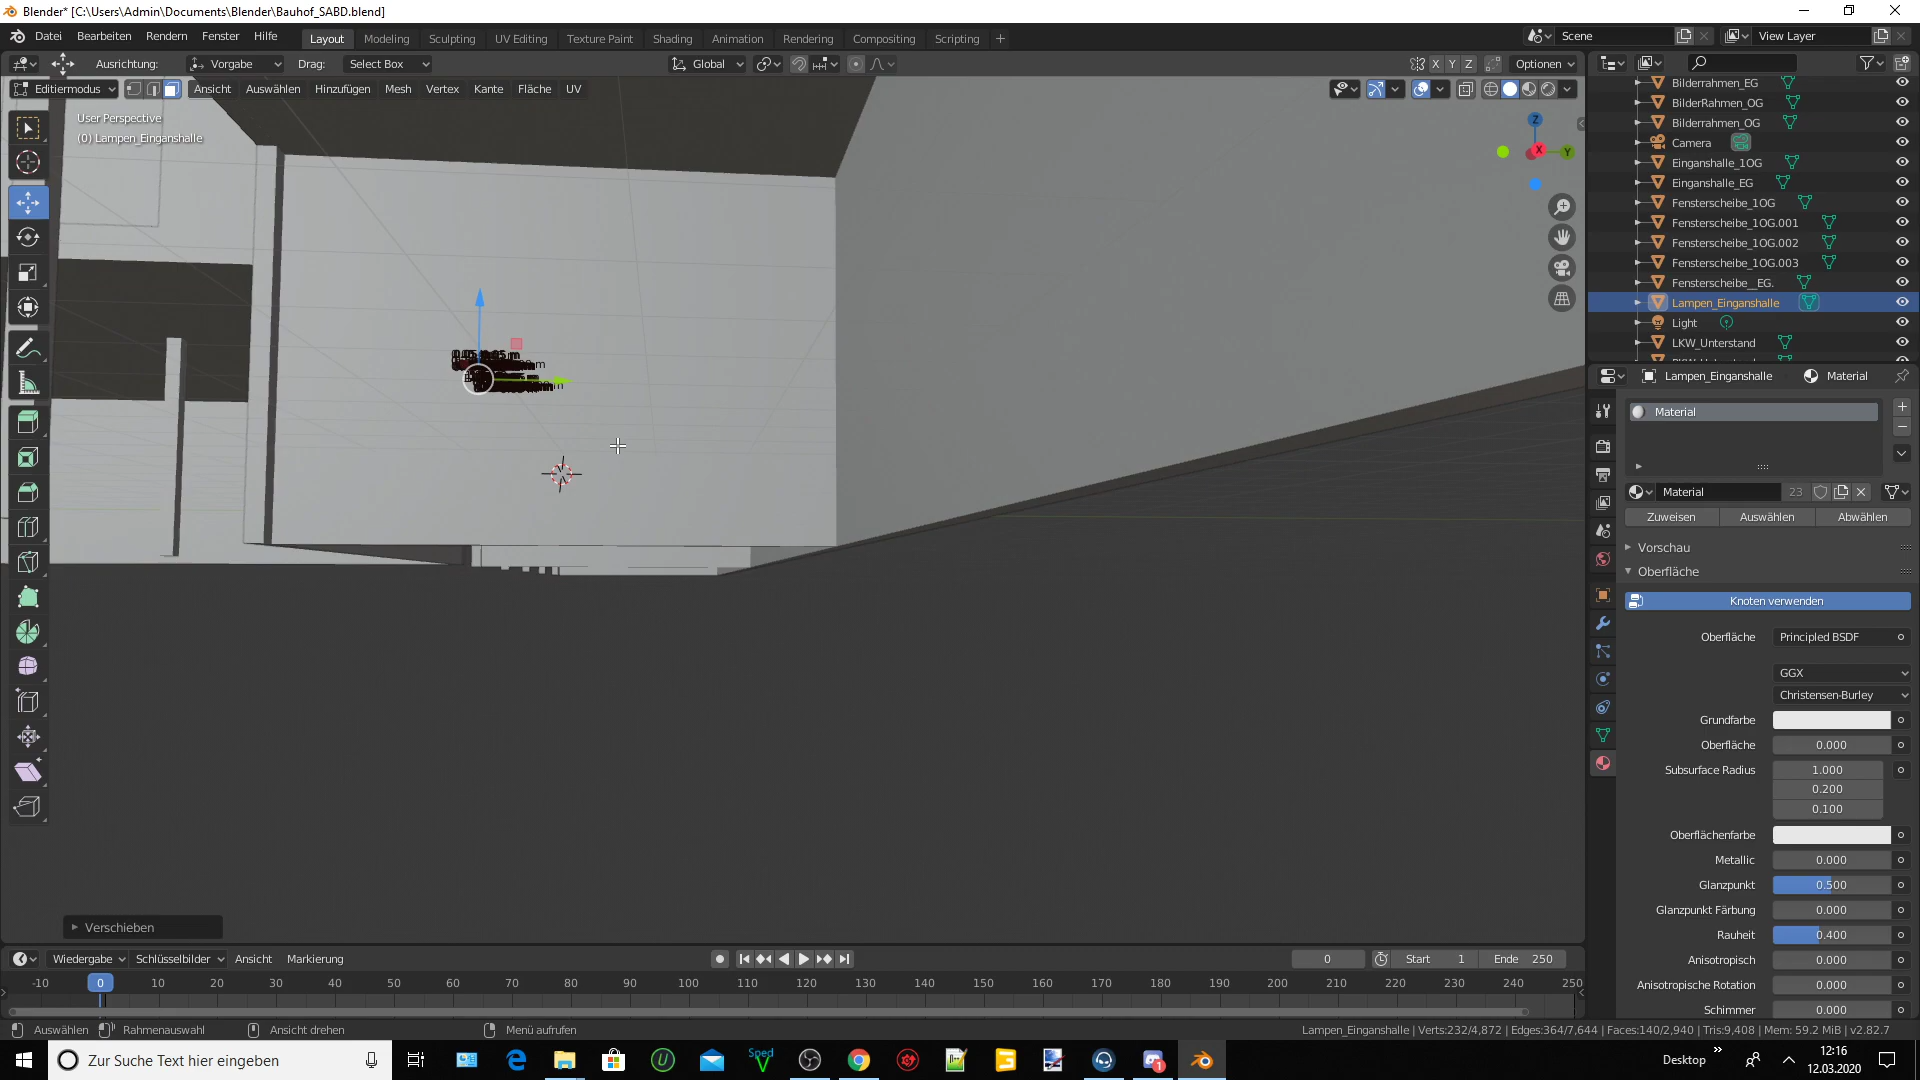 Blender* [C:\Users\Admin\Documents\Blender\Bauhof_SABD.blend]
Datei Bearbeiten Rendern Fenster Hilfe Layout Modeling Sculpting UV Editing Texture Paint Shading Animation Rendering Compositing Scripting + Scene View Layer
Ausrichtung: Vorgabe Drag: Select Box Global X Y Z Optionen
Editiermodus Ansicht Auswählen Hinzufügen Mesh Vertex Kante Fläche UV
User Perspective
(0) Lampen_Einganshalle
Z
X
Y
Bilderrahmen_EG
BilderRahmen_OG
Bilderrahmen_OG
Camera
Einganshalle_1OG
Einganshalle_EG
Fensterscheibe_1OG
Fensterscheibe_1OG.001
Fensterscheibe_1OG.002
Fensterscheibe_1OG.003
Fensterscheibe__EG.
Lampen_Einganshalle
Light
LKW_Unterstand
Lampen_Einganshalle Material
Material
Material 23
Zuweisen Auswählen Abwählen
Vorschau
Oberfläche
Knoten verwenden
Oberfläche Principled BSDF
GGX
Christensen-Burley
Grundfarbe
Oberfläche 0.000
Subsurface Radius 1.000
0.200
0.100
Oberflächenfarbe
Metallic 0.000
Glanzpunkt 0.500
Glanzpunkt Färbung 0.000
Rauheit 0.400
Anisotropisch 0.000
Anisotropische Rotation 0.000
Schimmer 0.000
Verschieben
Wiedergabe Schlüsselbilder Ansicht Markierung 0 Start 1 Ende 250
-10 0 10 20 30 40 50 60 70 80 90 100 110 120 130 140 150 160 170 180 190 200 210 220 230 240 250
Auswählen Rahmenauswahl Ansicht drehen Menü aufrufen Lampen_Einganshalle | Verts:232/4,872 | Edges:364/7,644 | Faces:140/2,940 | Tris:9,408 | Mem: 59.2 MiB | v2.82.7
Zur Suche Text hier eingeben
Sped
V
1
Desktop
12:16
12.03.2020